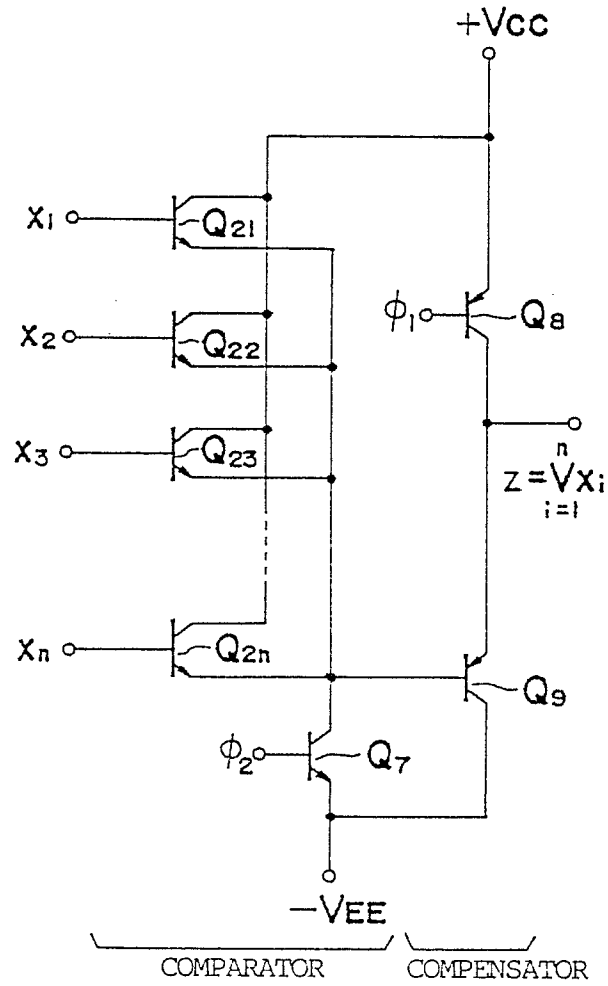 +VCC
X1
Q21
X2
Q22
φ1
Q8
X3
Q23
n
Z = V Xi
i=1
Xn
Q2n
Q9
φ2
Q7
−VEE
COMPARATOR
COMPENSATOR